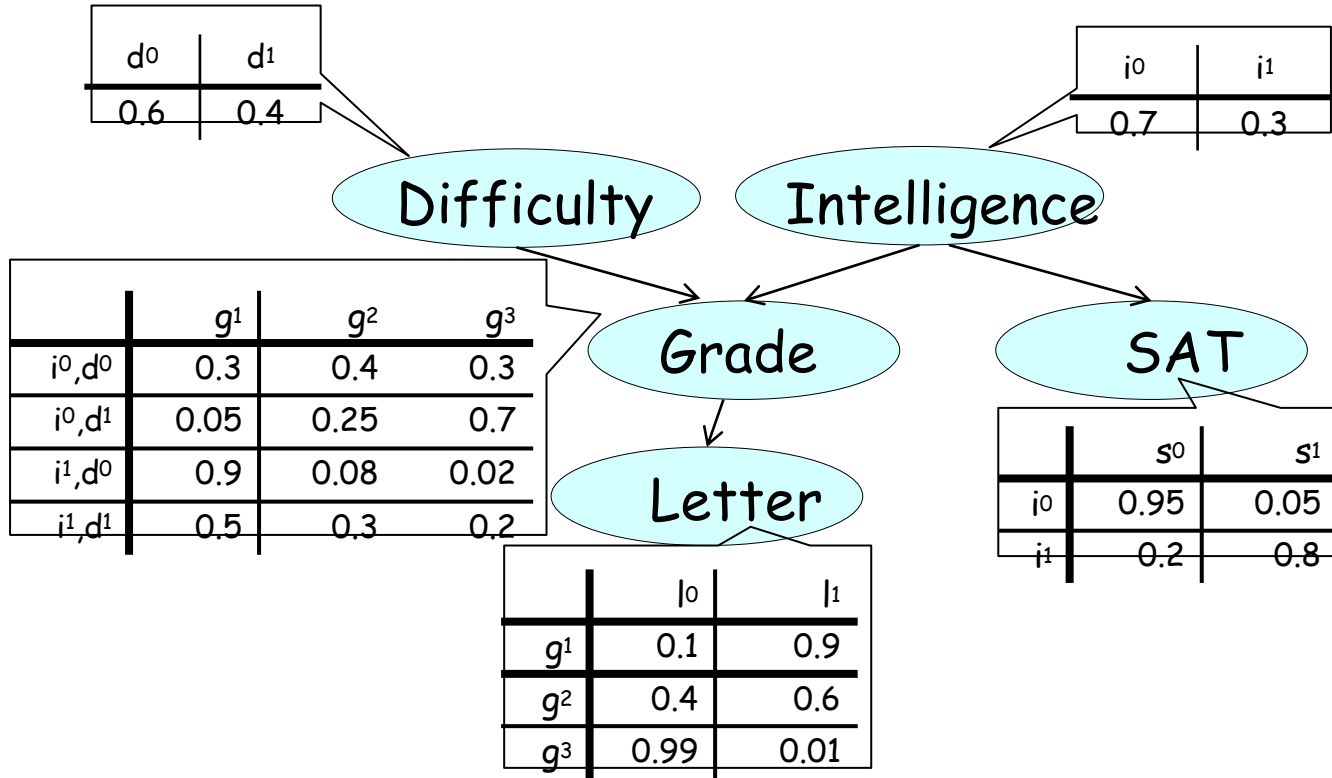 d⁰ d¹
0.6 0.4
i⁰ i¹
0.7 0.3
Difficulty
Intelligence
g¹ g² g³
i⁰,d⁰ 0.3 0.4 0.3
i⁰,d¹ 0.05 0.25 0.7
i¹,d⁰ 0.9 0.08 0.02
i¹,d¹ 0.5 0.3 0.2
Grade
SAT
s⁰ s¹
i⁰ 0.95 0.05
i¹ 0.2 0.8
Letter
l⁰ l¹
g¹ 0.1 0.9
g² 0.4 0.6
g³ 0.99 0.01